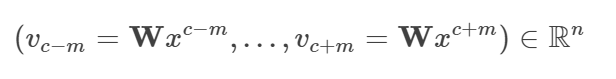 $(v_{c-m} = \mathbf{W}x^{c-m}, \ldots, v_{c+m} = \mathbf{W}x^{c+m}) \in \mathbb{R}^n$